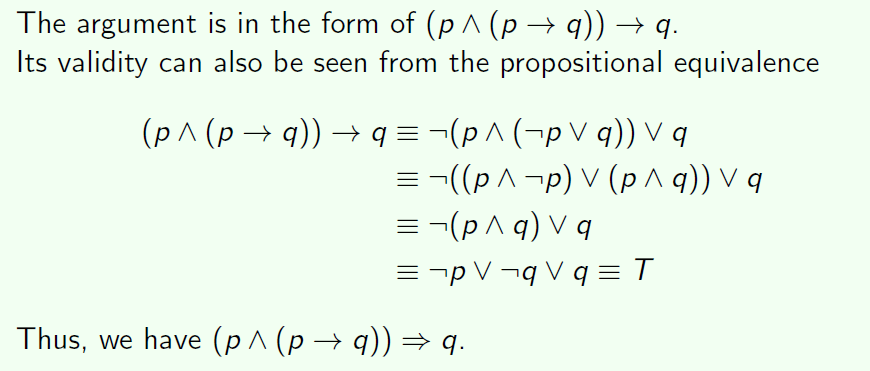 The argument is in the form of (p ∧ (p → q)) → q.
Its validity can also be seen from the propositional equivalence
(p ∧ (p → q)) → q ≡ ¬(p ∧ (¬p ∨ q)) ∨ q
≡ ¬((p ∧ ¬p) ∨ (p ∧ q)) ∨ q
≡ ¬(p ∧ q) ∨ q
≡ ¬p ∨ ¬q ∨ q ≡ T
Thus, we have (p ∧ (p → q)) ⇒ q.